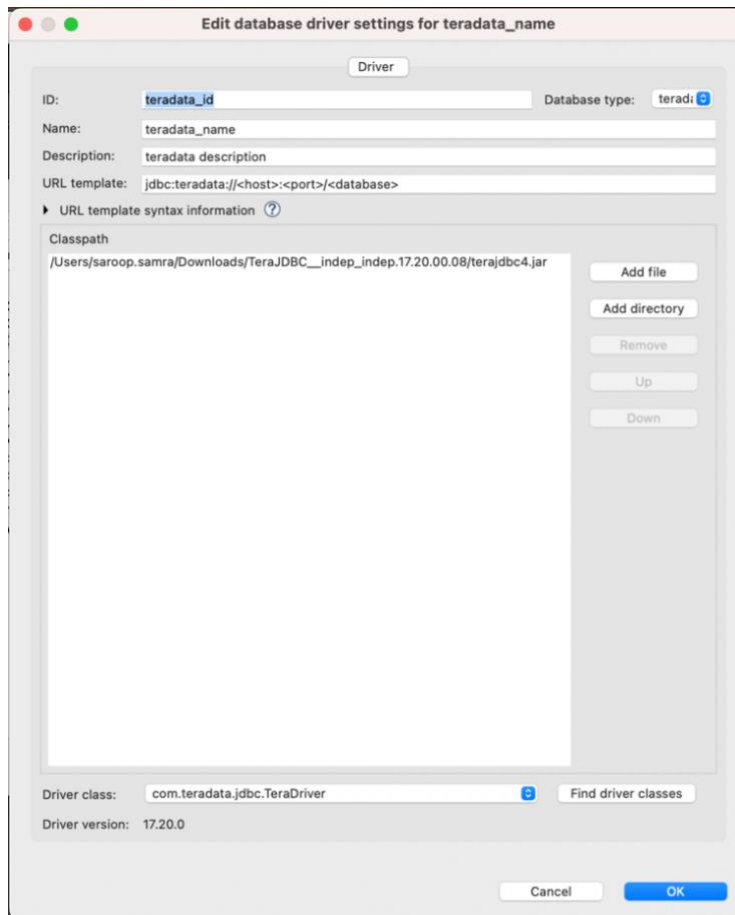 Edit database driver settings for teradata_name
Driver
ID: teradata_id Database type: terada
Name: teradata_name
Description: teradata description
URL template: jdbc:teradata://<host>:<port>/<database>
URL template syntax information ?
Classpath
/Users/saroop.samra/Downloads/TeraJDBC__indep_indep.17.20.00.08/terajdbc4.jar
Add file
Add directory
Remove
Up
Down
Driver class: com.teradata.jdbc.TeraDriver Find driver classes
Driver version: 17.20.0
Cancel OK